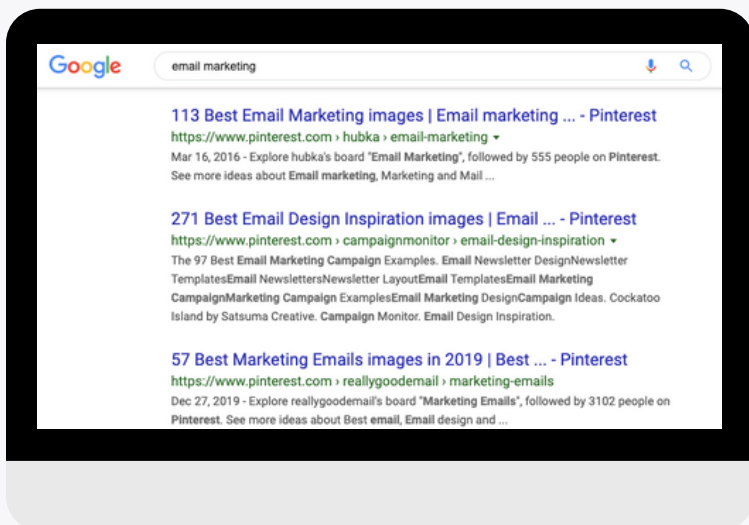 Google
email marketing
113 Best Email Marketing images | Email marketing ... - Pinterest
https://www.pinterest.com › hubka › email-marketing
Mar 16, 2016 - Explore hubka's board "Email Marketing", followed by 555 people on Pinterest.
See more ideas about Email marketing, Marketing and Mail ...
271 Best Email Design Inspiration images | Email ... - Pinterest
https://www.pinterest.com › campaignmonitor › email-design-inspiration
The 97 Best Email Marketing Campaign Examples. Email Newsletter DesignNewsletter
TemplatesEmail NewslettersNewsletter LayoutEmail TemplatesEmail Marketing
CampaignMarketing Campaign ExamplesEmail Marketing DesignCampaign Ideas. Cockatoo
Island by Satsuma Creative. Campaign Monitor. Email Design Inspiration.
57 Best Marketing Emails images in 2019 | Best ... - Pinterest
https://www.pinterest.com › reallygoodemail › marketing-emails
Dec 27, 2019 - Explore reallygoodemail's board "Marketing Emails", followed by 3102 people on
Pinterest. See more ideas about Best email, Email design and ...